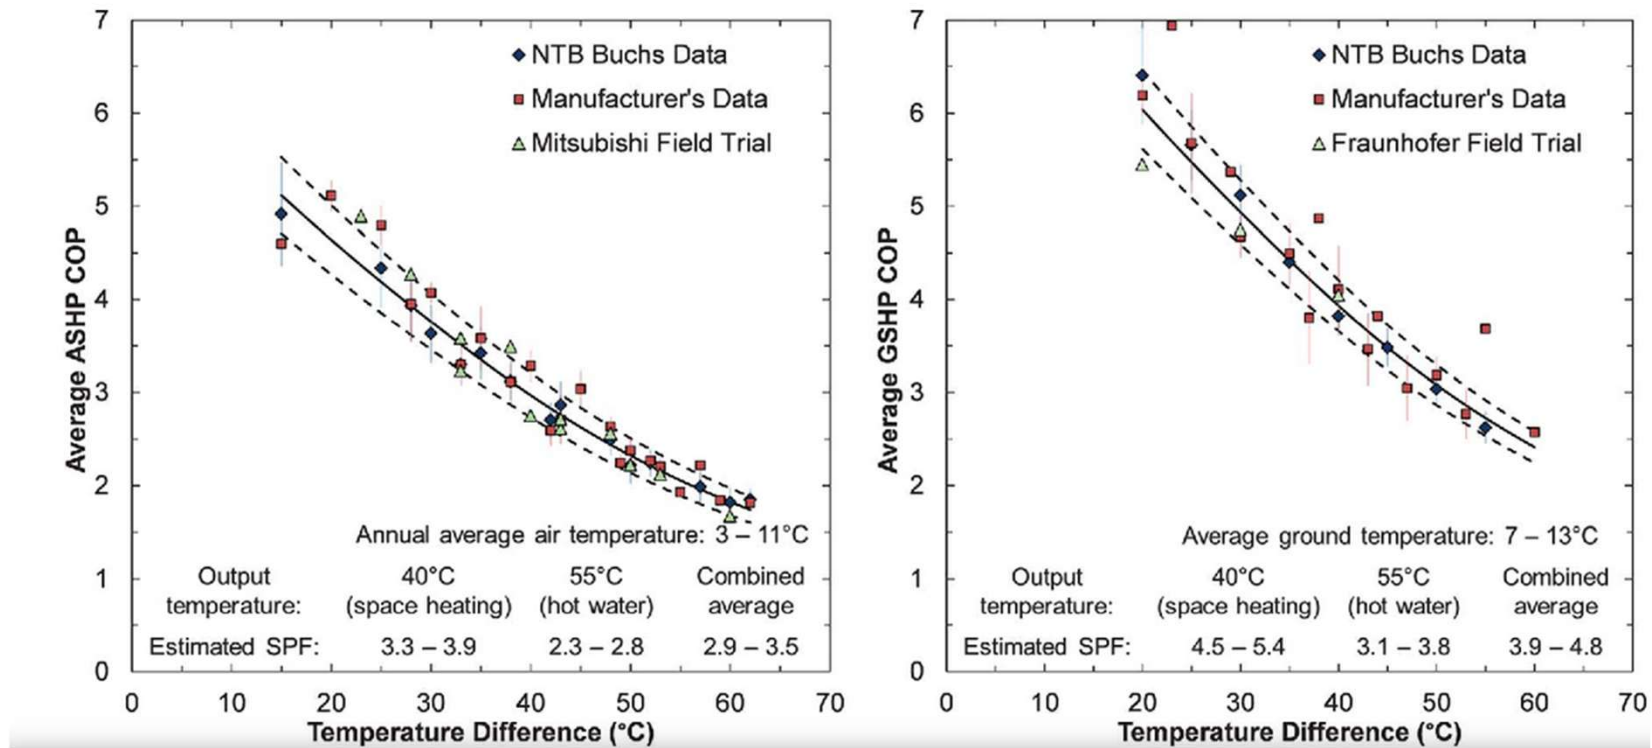 Average ASHP COP
7
6
5
4
3
2
1
0
NTB Buchs Data
Manufacturer's Data
Mitsubishi Field Trial
Annual average air temperature: 3 – 11°C
Output temperature:
40°C (space heating)
55°C (hot water)
Combined average
Estimated SPF: 3.3 – 3.9 2.3 – 2.8 2.9 – 3.5
0 10 20 30 40 50 60 70
Temperature Difference (°C)
Average GSHP COP
7
6
5
4
3
2
1
0
NTB Buchs Data
Manufacturer's Data
Fraunhofer Field Trial
Average ground temperature: 7 – 13°C
Output temperature:
40°C (space heating)
55°C (hot water)
Combined average
Estimated SPF: 4.5 – 5.4 3.1 – 3.8 3.9 – 4.8
0 10 20 30 40 50 60 70
Temperature Difference (°C)